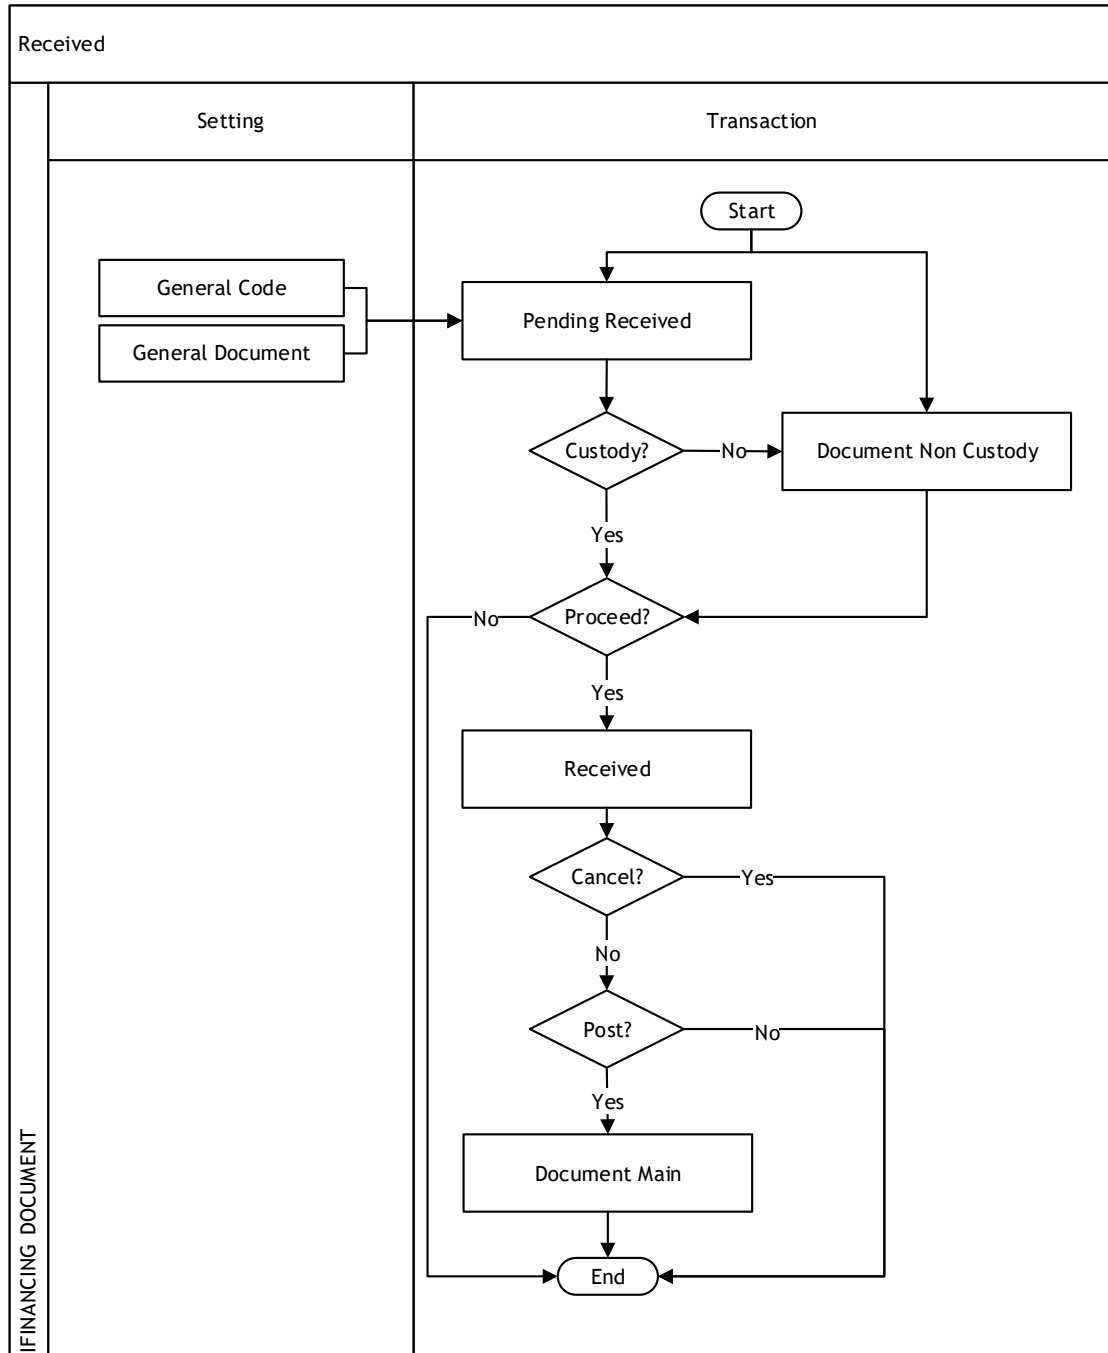 Received
Setting
Transaction
Start
General Code
General Document
Pending Received
Custody?
No
Document Non Custody
Yes
Proceed?
No
Yes
Received
Cancel?
Yes
No
Post?
No
Yes
Document Main
End
IFINANCING DOCUMENT